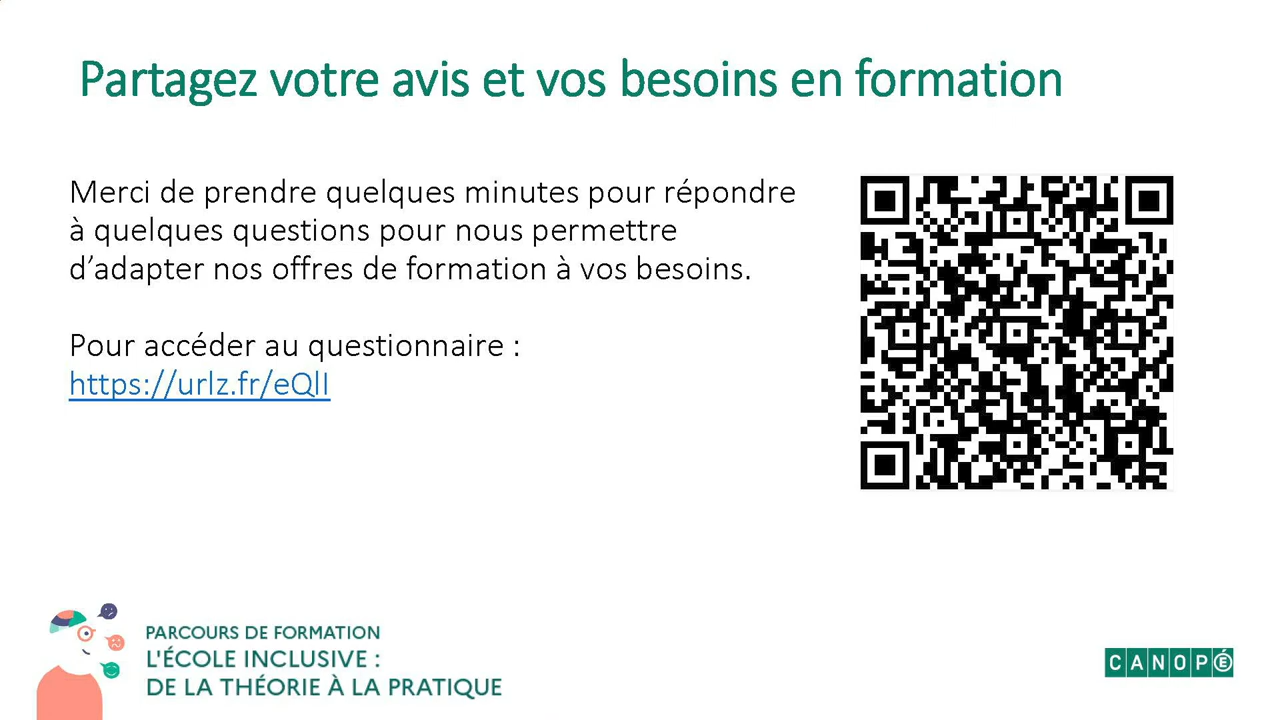 Partagez votre avis et vos besoins en formation
Merci de prendre quelques minutes pour répondre
à quelques questions pour nous permettre
d’adapter nos offres de formation à vos besoins.
Pour accéder au questionnaire :
https://urlz.fr/eQlI
PARCOURS DE FORMATION
L'ÉCOLE INCLUSIVE :
DE LA THÉORIE À LA PRATIQUE
CANOPÉ